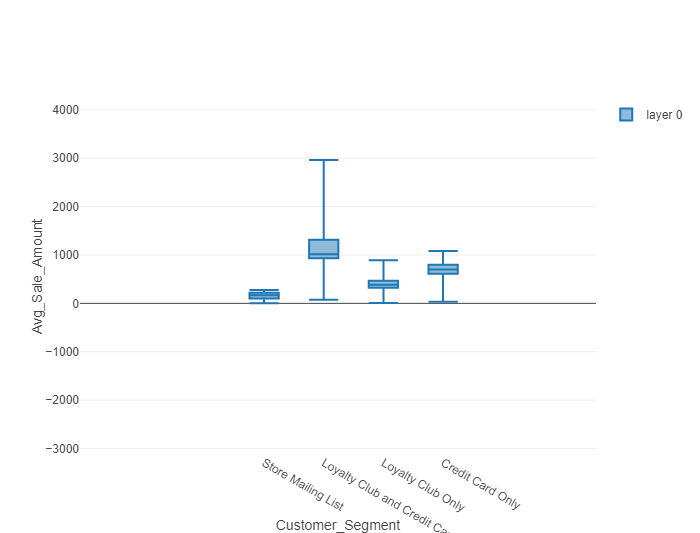 4000
3000
2000
1000
0
−1000
−2000
−3000
Avg_Sale_Amount
Store Mailing List
Loyalty Club and Credit
Loyalty Club Only
Credit Card Only
Customer_Segment
layer 0